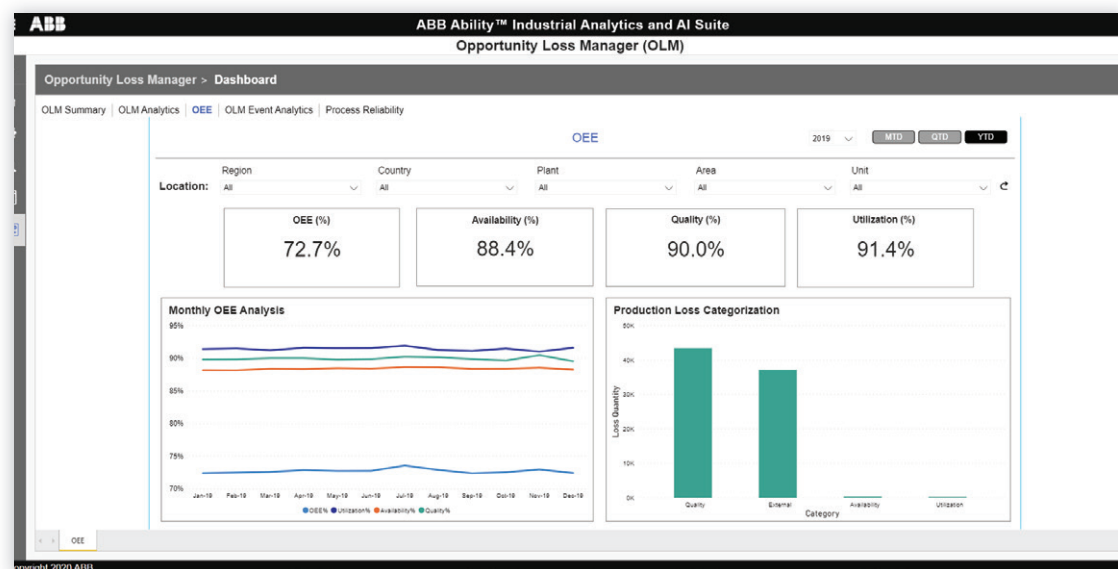 ABB
ABB Ability™ Industrial Analytics and AI Suite
Opportunity Loss Manager (OLM)
Opportunity Loss Manager > Dashboard
OLM Summary | OLM Analytics | OEE | OLM Event Analytics | Process Reliability
OEE
2019
MTD QTD YTD
Region Country Plant Area Unit
Location: All All All All All
OEE (%) Availability (%) Quality (%) Utilization (%)
72.7% 88.4% 90.0% 91.4%
Monthly OEE Analysis
95%
90%
85%
80%
75%
70%
Jan-19 Feb-19 Mar-19 Apr-19 May-19 Jun-19 Jul-19 Aug-19 Sep-19 Oct-19 Nov-19 Dec-19
OEE% Utilization% Availability% Quality%
Production Loss Categorization
50K
40K
30K
20K
10K
0K
Loss Quantity
Quality External Availability Utilization
Category
OEE
opyright 2020 ABB